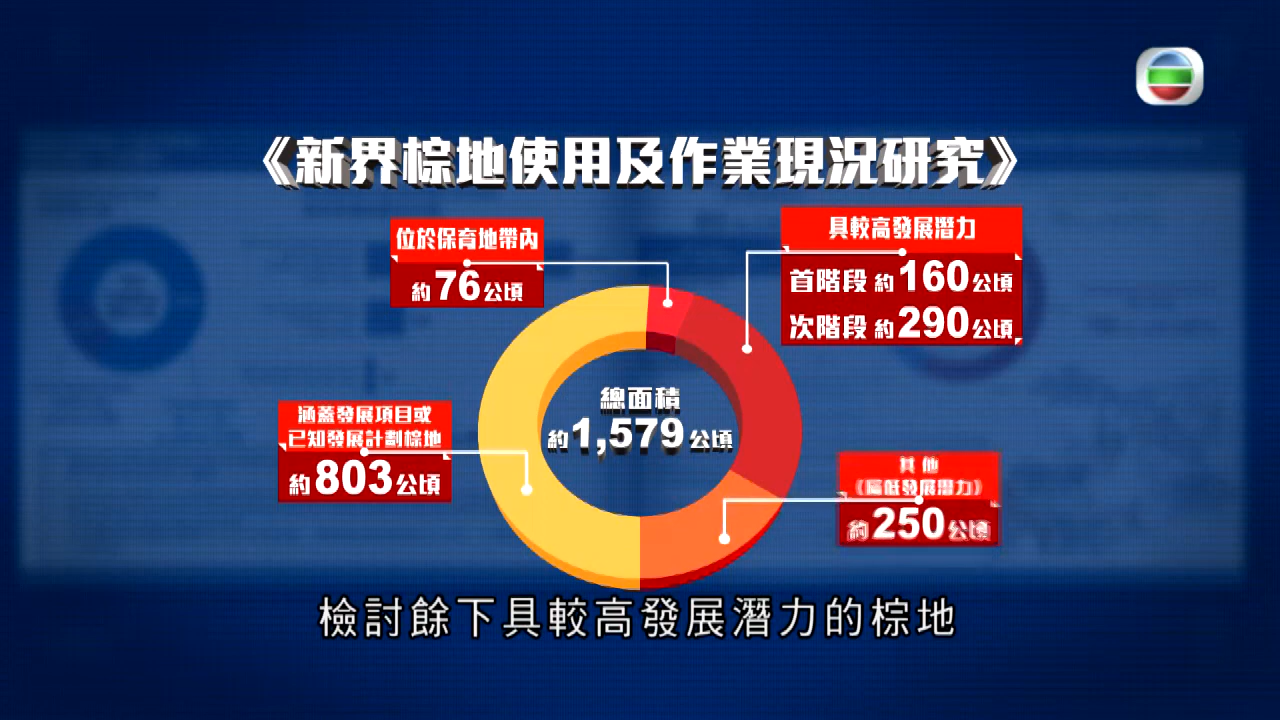 《新界棕地使用及作業現況研究》
位於保育地帶內
約76公頃
具較高發展潛力
首階段 約160公頃
次階段 約290公頃
總面積
約1,579公頃
涵蓋發展項目或
已知發展計劃棕地
約803公頃
其他
（屬低發展潛力）
約250公頃
檢討餘下具較高發展潛力的棕地